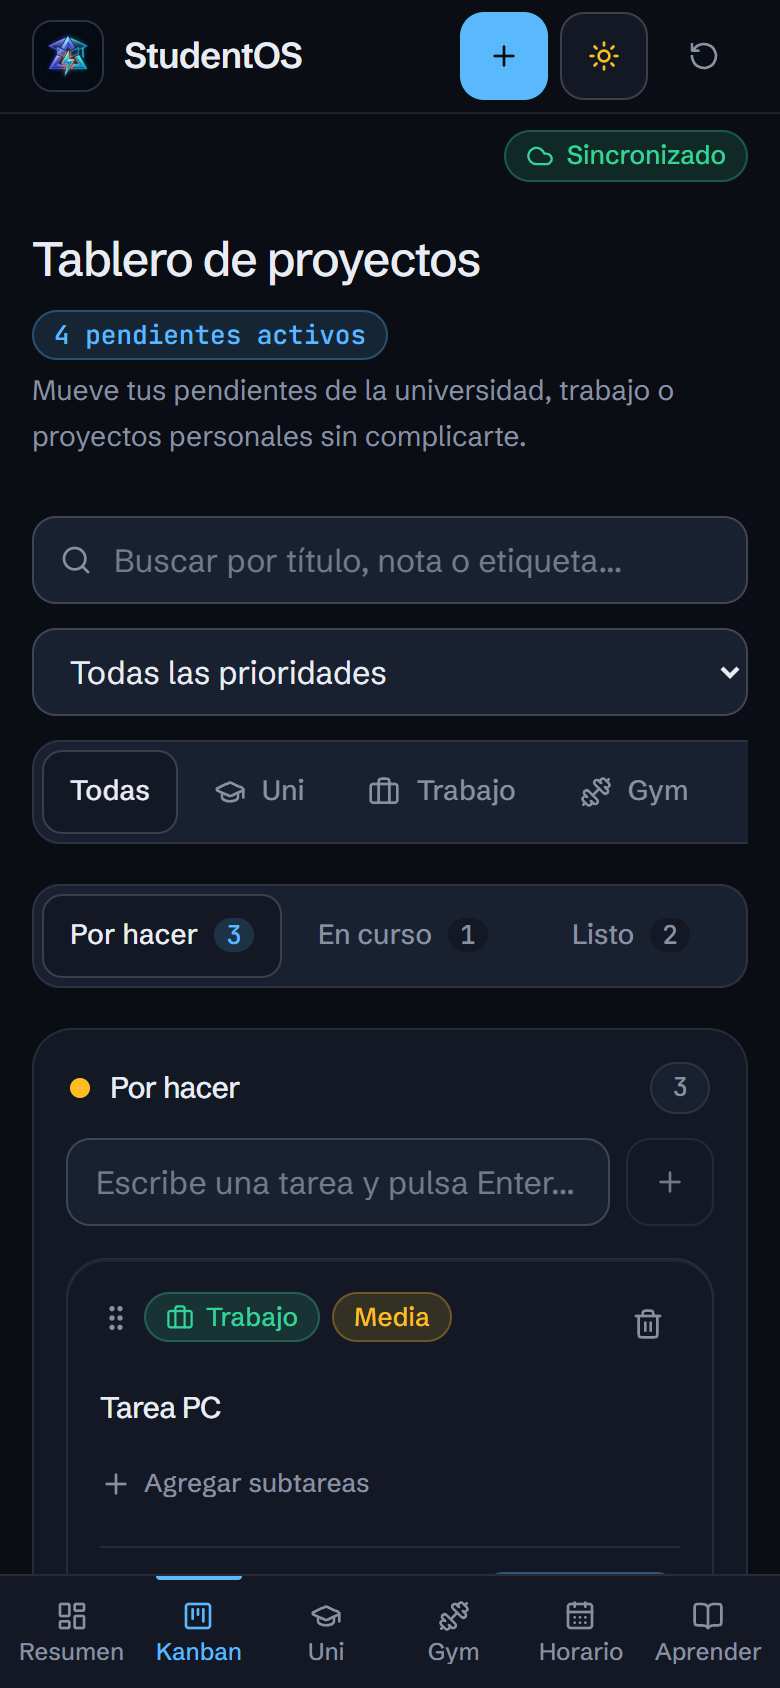 StudentOS
Sincronizado
Tablero de proyectos
4 pendientes activos
Mueve tus pendientes de la universidad, trabajo o
proyectos personales sin complicarte.
Buscar por título, nota o etiqueta...
Todas las prioridades
Todas Uni Trabajo Gym
Por hacer 3 En curso 1 Listo 2
Por hacer 3
Escribe una tarea y pulsa Enter...
Trabajo Media
Tarea PC
Agregar subtareas
Resumen Kanban Uni Gym Horario Aprender